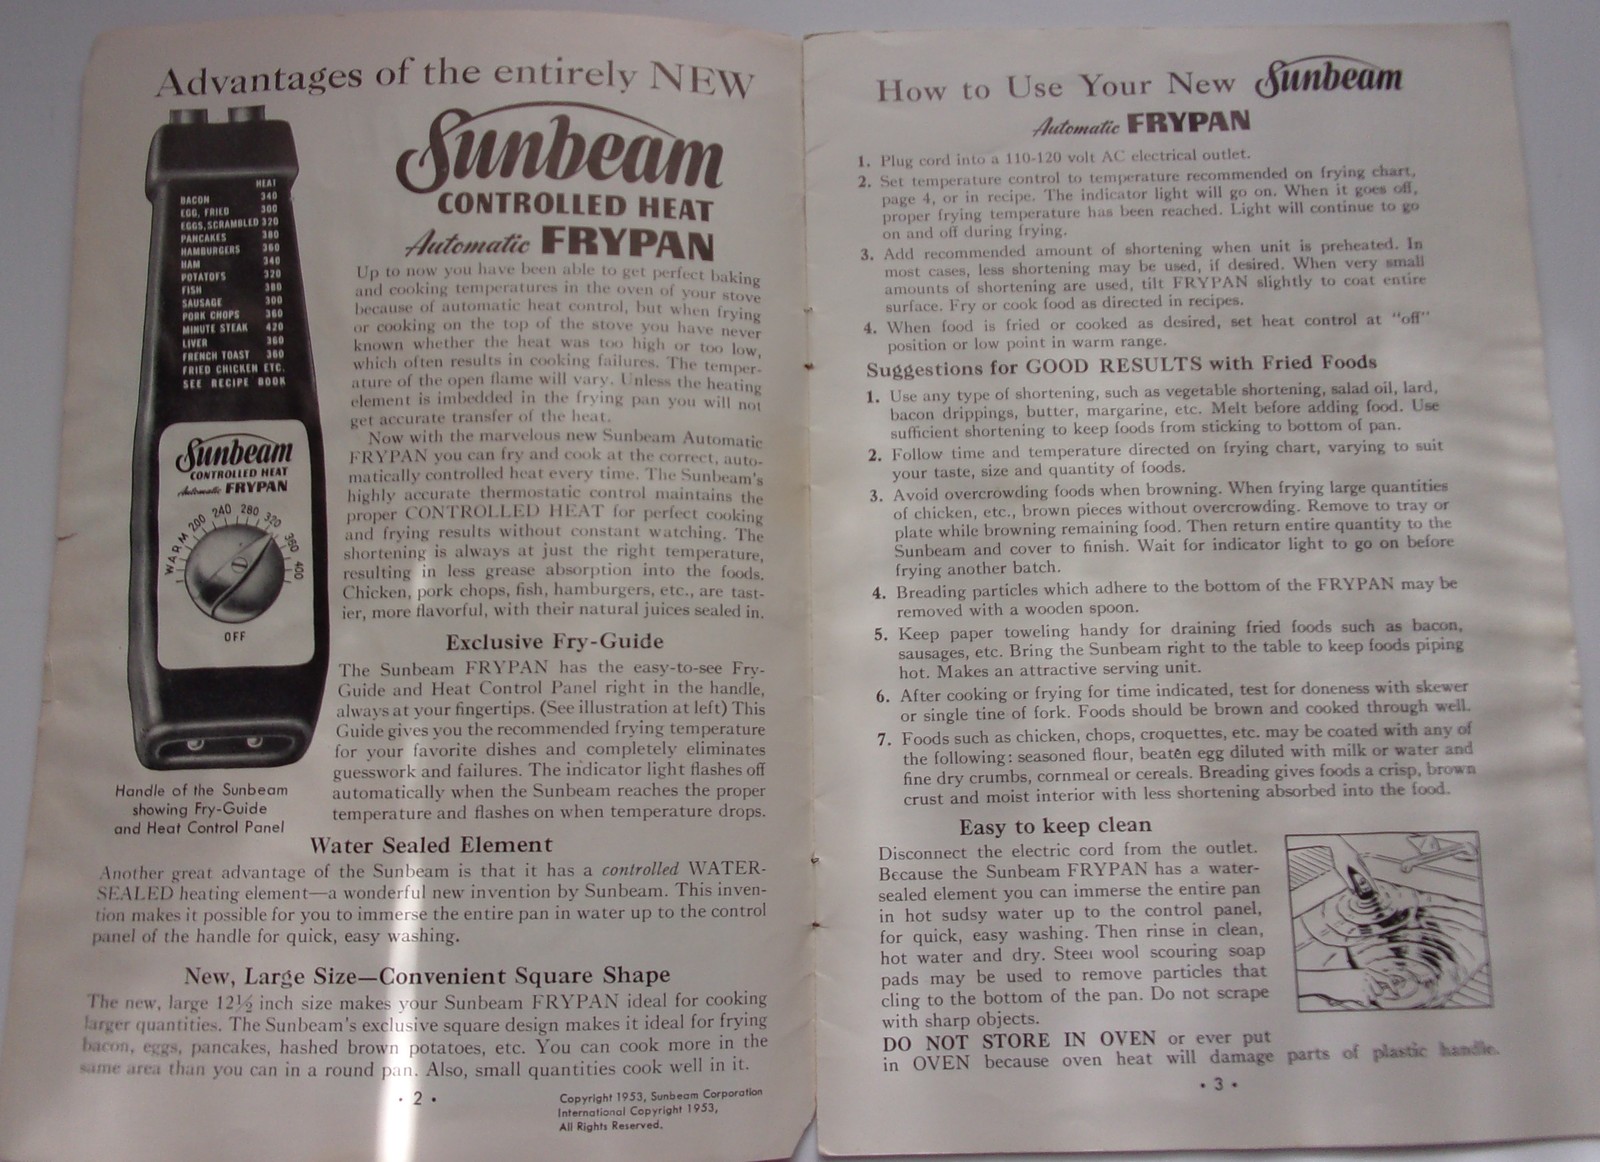 Advantages of the entirely NEW
Sunbeam
CONTROLLED HEAT
Automatic FRYPAN
HEAT
BACON 340
EGG, FRIED 300
EGGS, SCRAMBLED 320
PANCAKES 380
HAMBURGERS 360
HAM 340
POTATOES 320
FISH 380
SAUSAGE 300
PORK CHOPS 360
MINUTE STEAK 420
LIVER 360
FRENCH TOAST 360
FRIED CHICKEN ETC.
SEE RECIPE BOOK
Sunbeam
CONTROLLED HEAT
Automatic FRYPAN
WARM 200 240 280 320 360 400
OFF
Handle of the Sunbeam
showing Fry-Guide
and Heat Control Panel
Up to now you have been able to get perfect baking
and cooking temperatures in the oven of your stove
because of automatic heat control, but when frying
or cooking on the top of the stove you have never
known whether the heat was too high or too low,
which often results in cooking failures. The temper-
ature of the open flame will vary. Unless the heating
element is imbedded in the frying pan you will not
get accurate transfer of the heat.
Now with the marvelous new Sunbeam Automatic
FRYPAN you can fry and cook at the correct, auto-
matically controlled heat every time. The Sunbeam's
highly accurate thermostatic control maintains the
proper CONTROLLED HEAT for perfect cooking
and frying results without constant watching. The
shortening is always at just the right temperature,
resulting in less grease absorption into the foods.
Chicken, pork chops, fish, hamburgers, etc., are tast-
ier, more flavorful, with their natural juices sealed in.
Exclusive Fry-Guide
The Sunbeam FRYPAN has the easy-to-see Fry-
Guide and Heat Control Panel right in the handle,
always at your fingertips. (See illustration at left) This
Guide gives you the recommended frying temperature
for your favorite dishes and completely eliminates
guesswork and failures. The indicator light flashes off
automatically when the Sunbeam reaches the proper
temperature and flashes on when temperature drops.
Water Sealed Element
Another great advantage of the Sunbeam is that it has a controlled WATER-
SEALED heating element—a wonderful new invention by Sunbeam. This inven-
tion makes it possible for you to immerse the entire pan in water up to the control
panel of the handle for quick, easy washing.
New, Large Size—Convenient Square Shape
The new, large 12½ inch size makes your Sunbeam FRYPAN ideal for cooking
larger quantities. The Sunbeam's exclusive square design makes it ideal for frying
bacon, eggs, pancakes, hashed brown potatoes, etc. You can cook more in the
same area than you can in a round pan. Also, small quantities cook well in it.
• 2 •
Copyright 1953, Sunbeam Corporation
International Copyright 1953,
All Rights Reserved.
How to Use Your New Sunbeam
Automatic FRYPAN
1. Plug cord into a 110-120 volt AC electrical outlet.
2. Set temperature control to temperature recommended on frying chart,
page 4, or in recipe. The indicator light will go on. When it goes off,
proper frying temperature has been reached. Light will continue to go
on and off during frying.
3. Add recommended amount of shortening when unit is preheated. In
most cases, less shortening may be used, if desired. When very small
amounts of shortening are used, tilt FRYPAN slightly to coat entire
surface. Fry or cook food as directed in recipes.
4. When food is fried or cooked as desired, set heat control at "off"
position or low point in warm range.
Suggestions for GOOD RESULTS with Fried Foods
1. Use any type of shortening, such as vegetable shortening, salad oil, lard,
bacon drippings, butter, margarine, etc. Melt before adding food. Use
sufficient shortening to keep foods from sticking to bottom of pan.
2. Follow time and temperature directed on frying chart, varying to suit
your taste, size and quantity of foods.
3. Avoid overcrowding foods when browning. When frying large quantities
of chicken, etc., brown pieces without overcrowding. Remove to tray or
plate while browning remaining food. Then return entire quantity to the
Sunbeam and cover to finish. Wait for indicator light to go on before
frying another batch.
4. Breading particles which adhere to the bottom of the FRYPAN may be
removed with a wooden spoon.
5. Keep paper toweling handy for draining fried foods such as bacon,
sausages, etc. Bring the Sunbeam right to the table to keep foods piping
hot. Makes an attractive serving unit.
6. After cooking or frying for time indicated, test for doneness with skewer
or single tine of fork. Foods should be brown and cooked through well.
7. Foods such as chicken, chops, croquettes, etc. may be coated with any of
the following: seasoned flour, beaten egg diluted with milk or water and
fine dry crumbs, cornmeal or cereals. Breading gives foods a crisp, brown
crust and moist interior with less shortening absorbed into the food.
Easy to keep clean
Disconnect the electric cord from the outlet.
Because the Sunbeam FRYPAN has a water-
sealed element you can immerse the entire pan
in hot sudsy water up to the control panel,
for quick, easy washing. Then rinse in clean,
hot water and dry. Steel wool scouring soap
pads may be used to remove particles that
cling to the bottom of the pan. Do not scrape
with sharp objects.
DO NOT STORE IN OVEN or ever put
in OVEN because oven heat will damage parts of plastic handle.
• 3 •